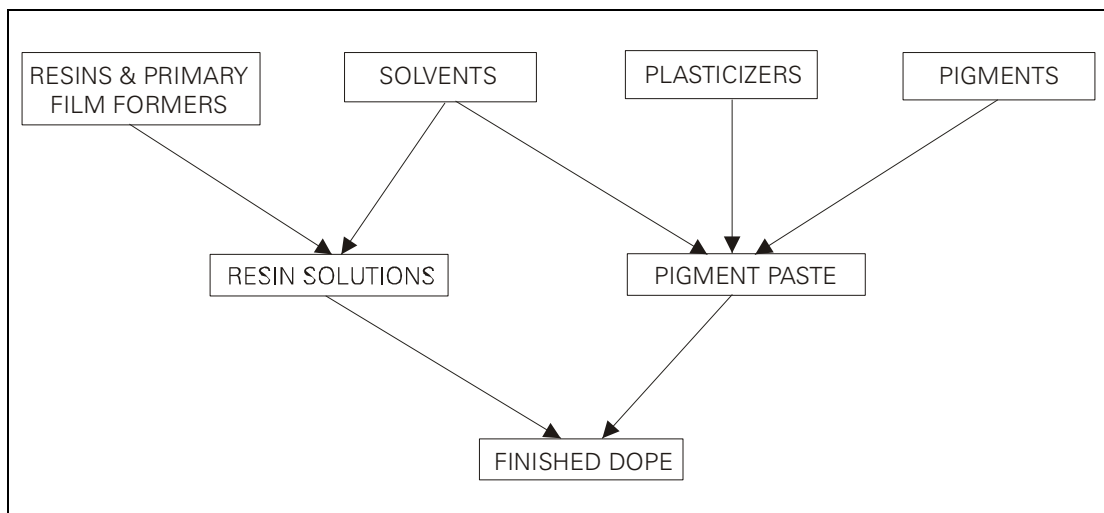 RESINS & PRIMARY
FILM FORMERS
SOLVENTS
PLASTICIZERS
PIGMENTS
RESIN SOLUTIONS
PIGMENT PASTE
FINISHED DOPE